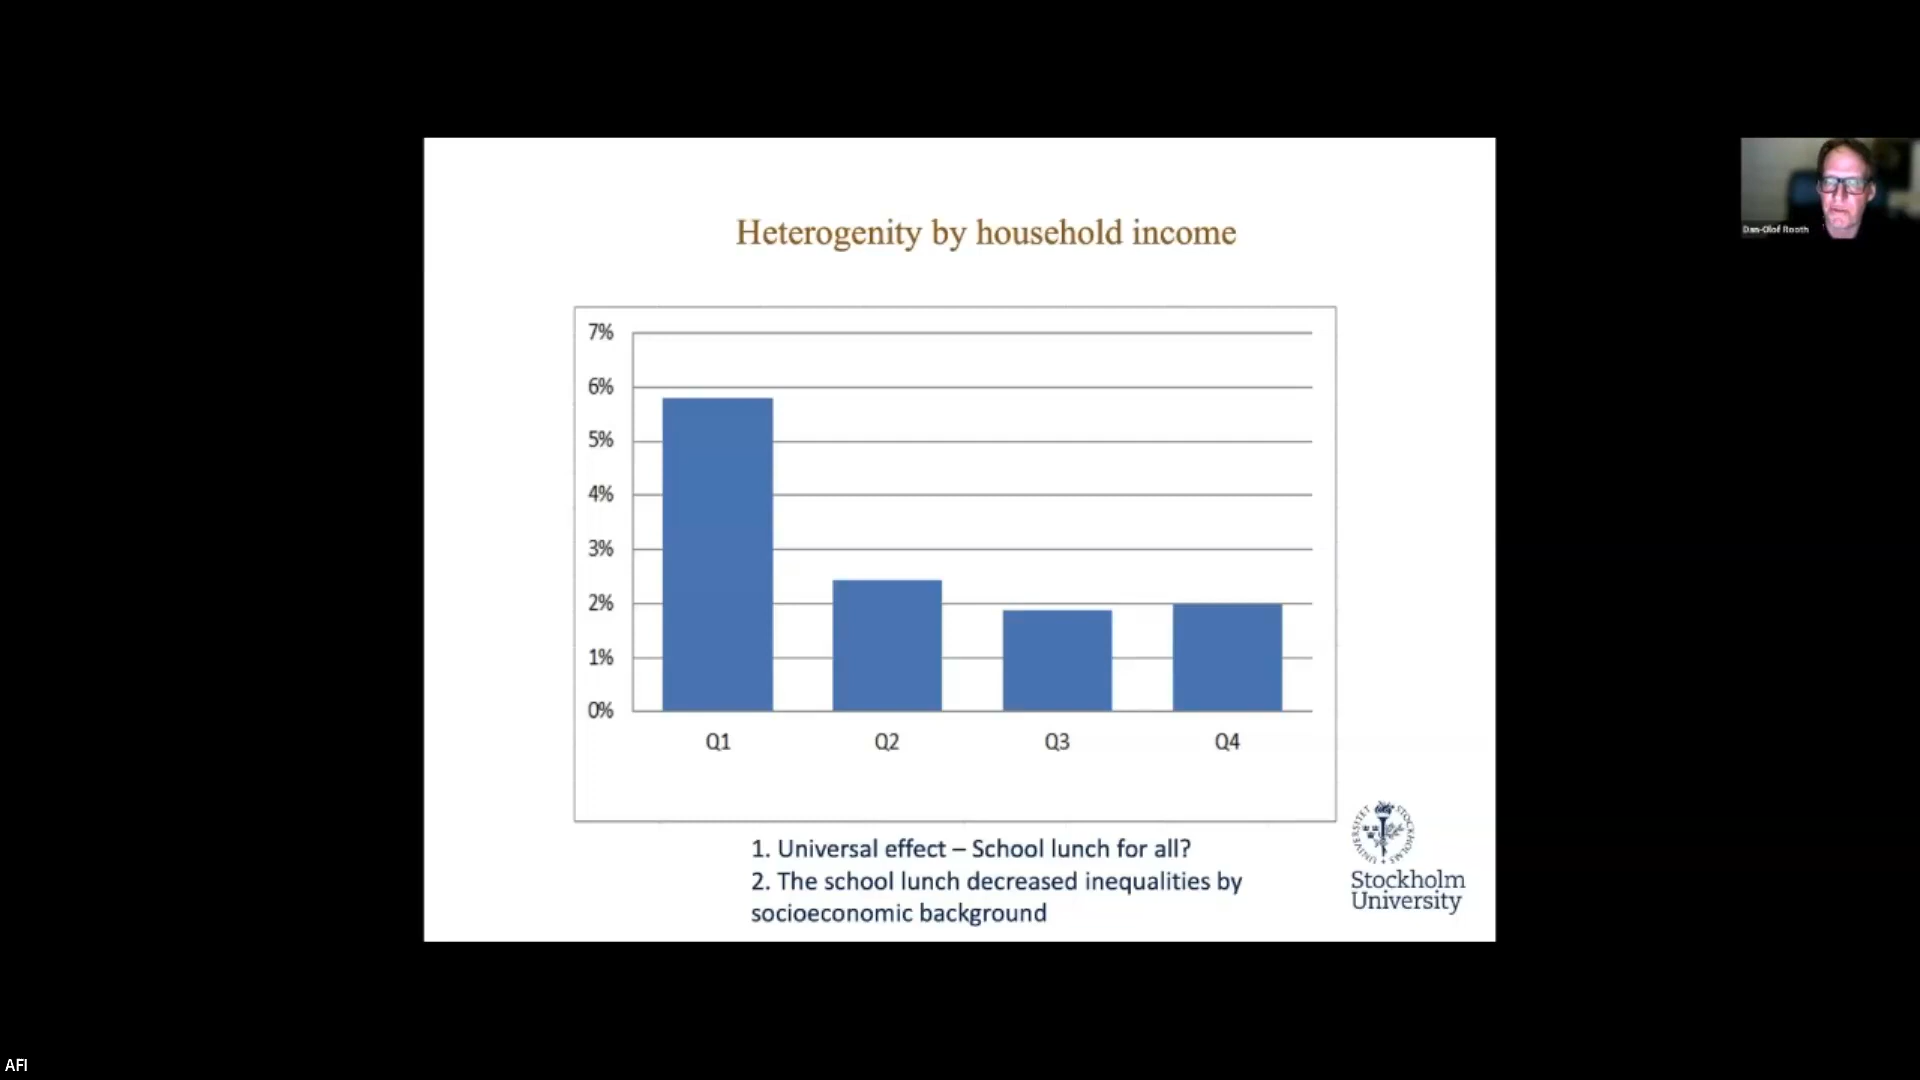 Heterogenity by household income
Dan-Olof Rooth
7%
6%
5%
4%
3%
2%
1%
0%
Q1 Q2 Q3 Q4
1. Universal effect – School lunch for all?
2. The school lunch decreased inequalities by
socioeconomic background
STOCKHOLMS
UNIVERSITET
Stockholm
University
AFI